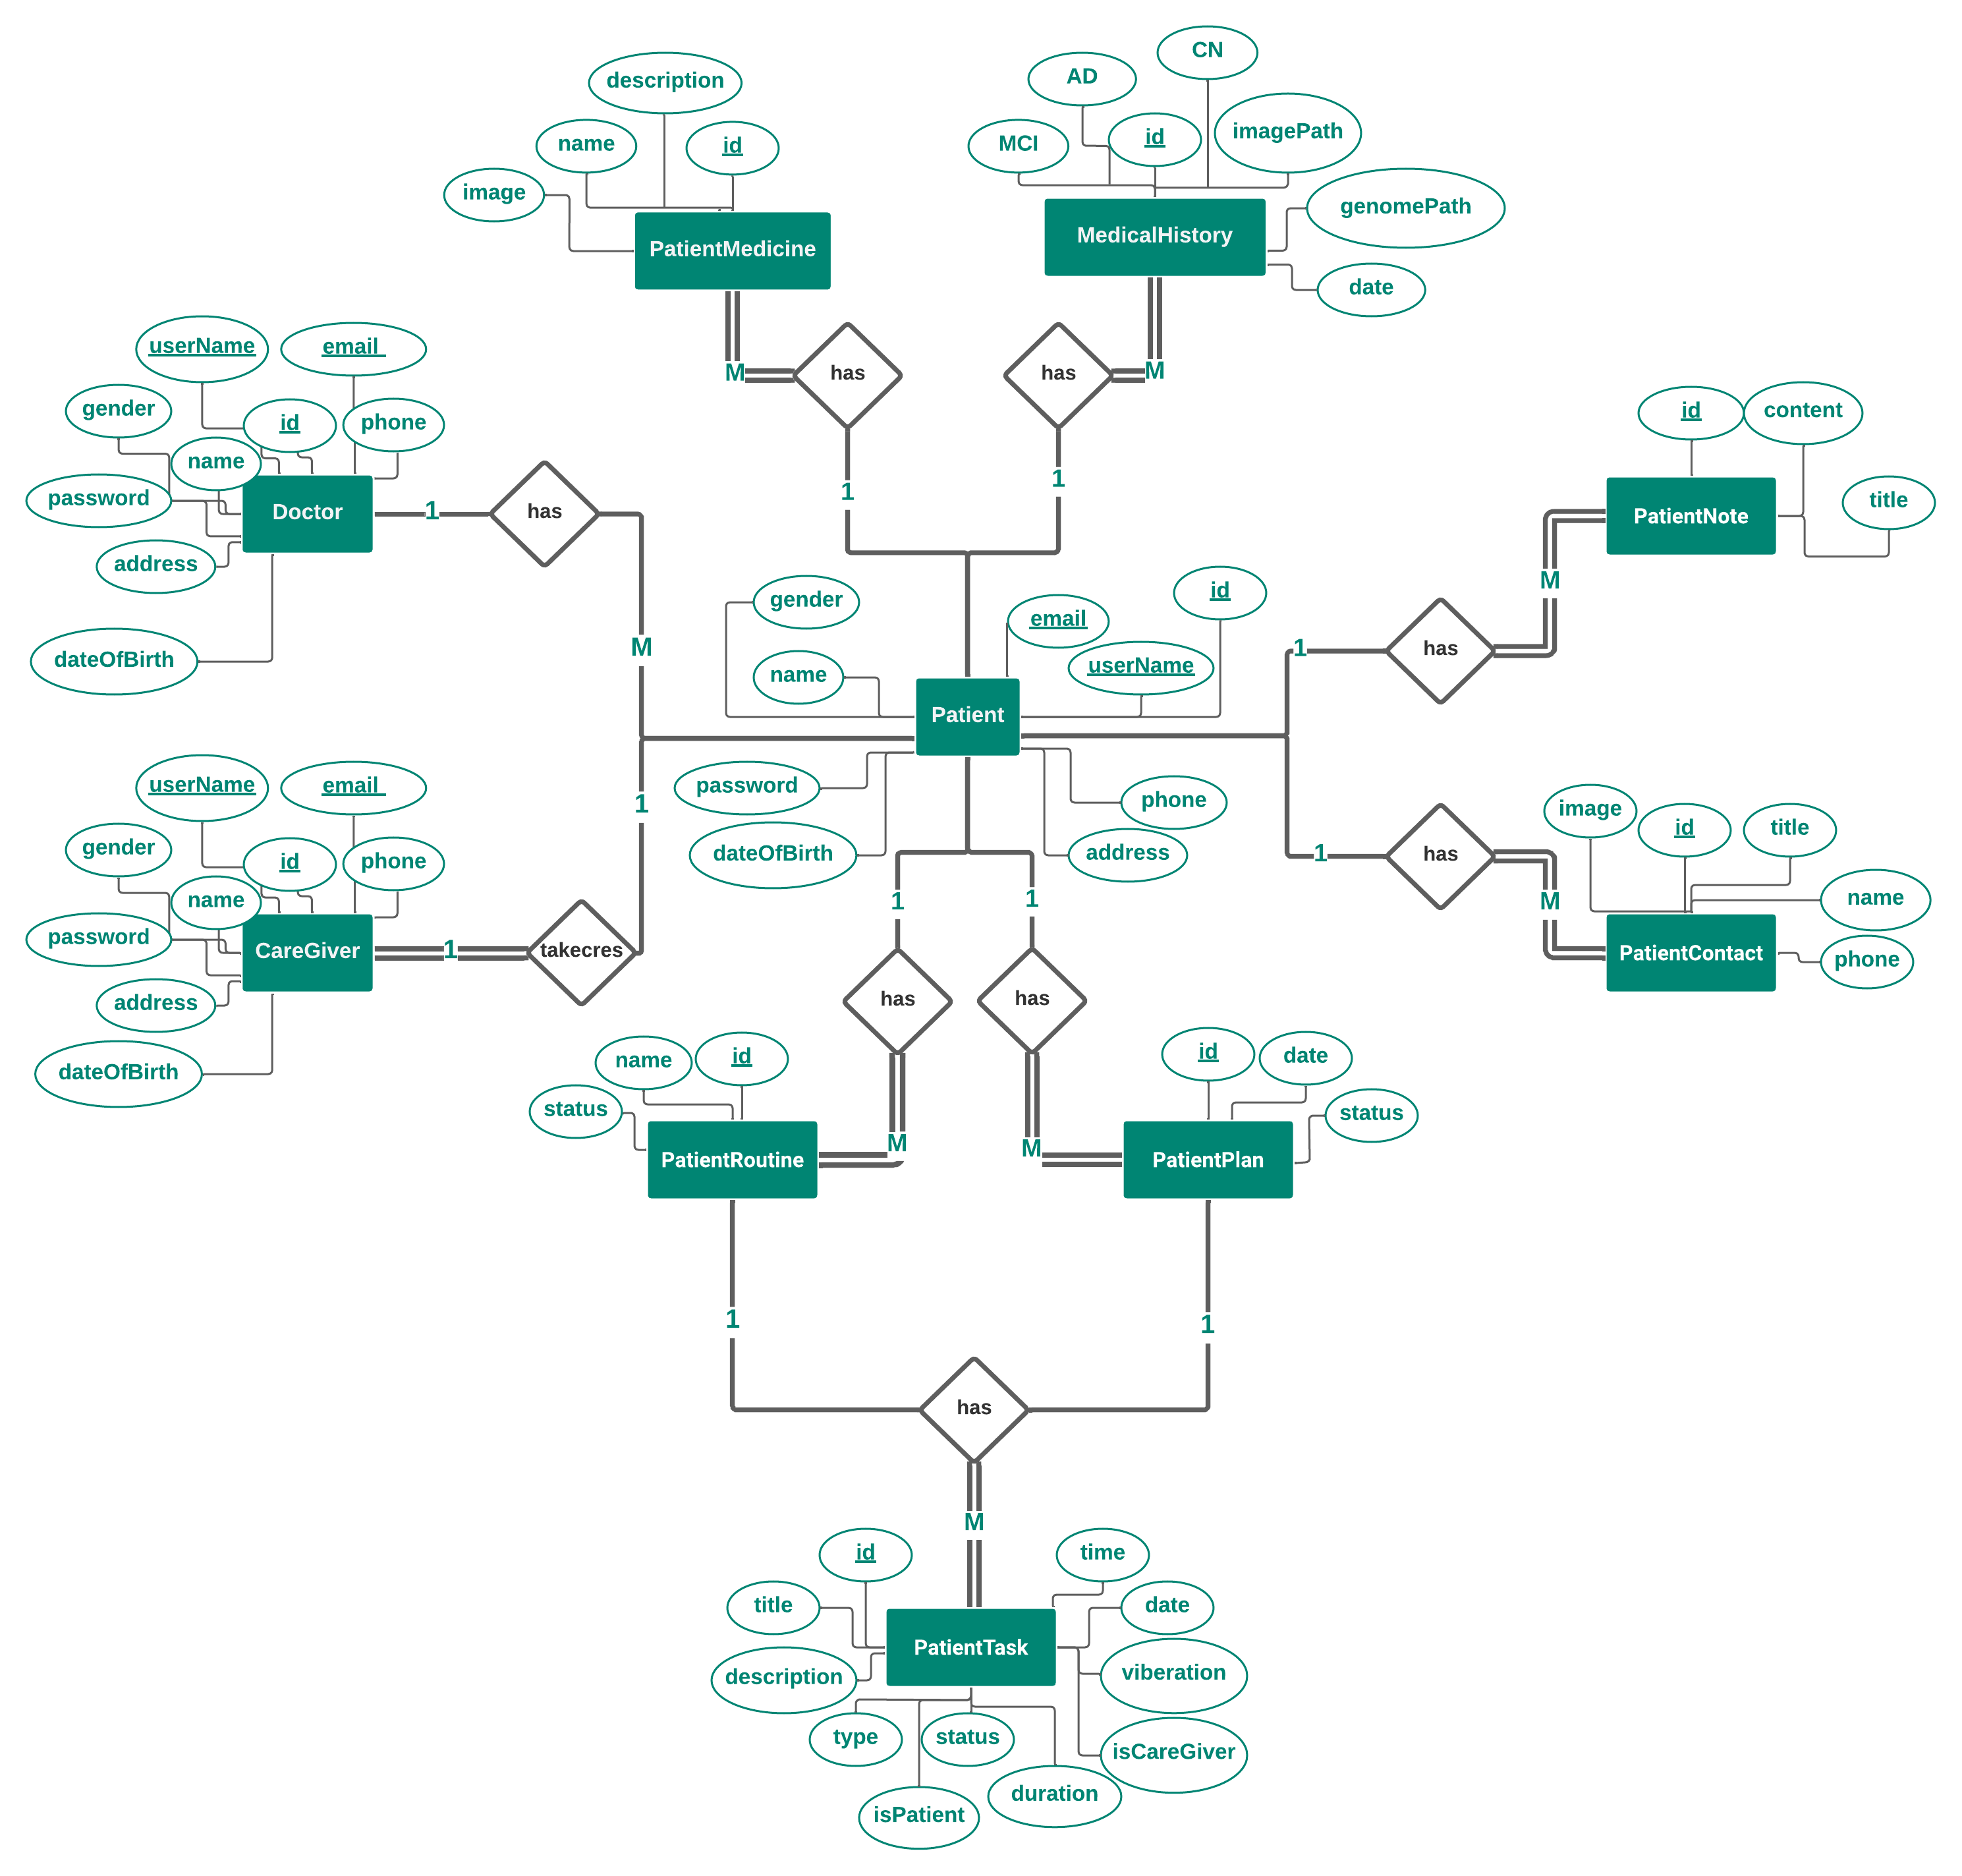 CN
AD
description
imagePath
name
id
MCI
id
image
genomePath
PatientMedicine
MedicalHistory
date
userName
email
has
has
M
M
gender
id
phone
id
content
name
password
Doctor
1
has
1
1
title
PatientNote
address
M
gender
id
email
dateOfBirth
M
name
userName
1
has
Patient
userName
email
password
phone
image
id
title
gender
id
phone
1
dateOfBirth
address
1
has
name
1
1
M
name
password
CareGiver
1
takecres
PatientContact
phone
address
has
has
dateOfBirth
name
id
id
date
status
status
M
M
PatientRoutine
PatientPlan
1
1
has
M
id
time
title
date
PatientTask
description
viberation
type
status
isCareGiver
isPatient
duration